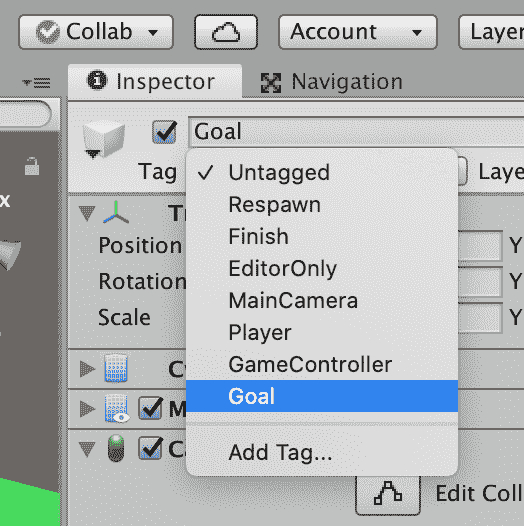 Collab Account Layer
Inspector Navigation
Goal
Tag Laye
Untagged
Respawn
Finish
EditorOnly
MainCamera
Player
GameController
Goal
Add Tag...
x
Tr
Position Y
Rotation Y
Scale Y
Cy
M
Ca
Edit Coll